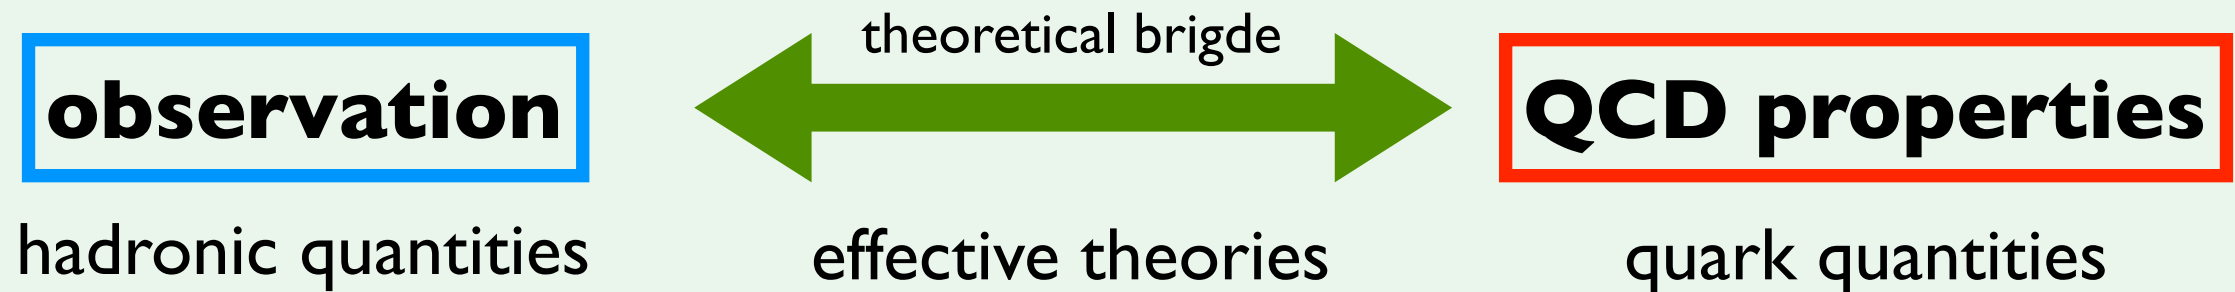 theoretical brigde
observation
QCD properties
hadronic quantities
effective theories
quark quantities